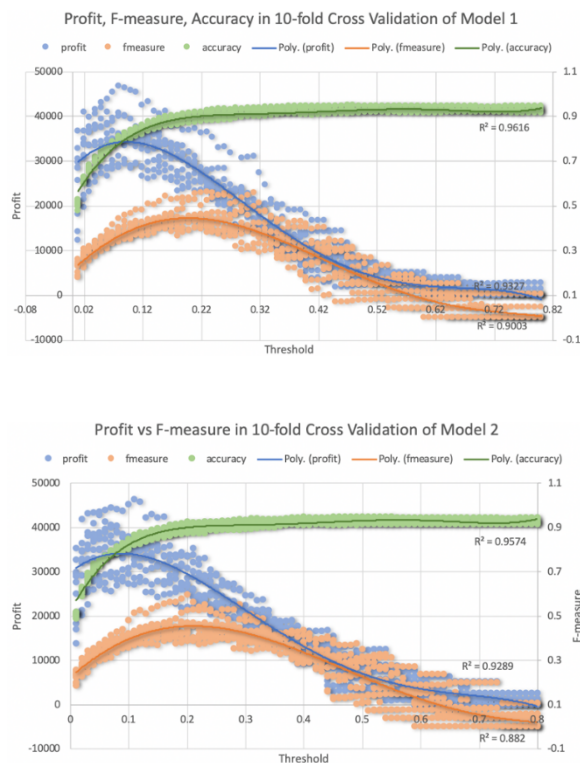 Profit, F-measure, Accuracy in 10-fold Cross Validation of Model 1
profit fmeasure accuracy Poly. (profit) Poly. (fmeasure) Poly. (accuracy)
50000 1.1
40000 0.9
R² = 0.9616
30000 0.7
Profit
20000 0.5
10000 0.3
R² = 0.9327
0 0.1
-0.08 0.02 0.12 0.22 0.32 0.42 0.52 0.62 0.72 0.82
R² = 0.9003
-10000 -0.1
Threshold
Profit vs F-measure in 10-fold Cross Validation of Model 2
profit fmeasure accuracy Poly. (profit) Poly. (fmeasure) Poly. (accuracy)
50000 1.1
40000 0.9
R² = 0.9574
30000 0.7
Profit
F-measure
20000 0.5
10000 0.3
R² = 0.9289
0 0.1
0 0.1 0.2 0.3 0.4 0.5 0.6 0.7 0.8
R² = 0.882
-10000 -0.1
Threshold